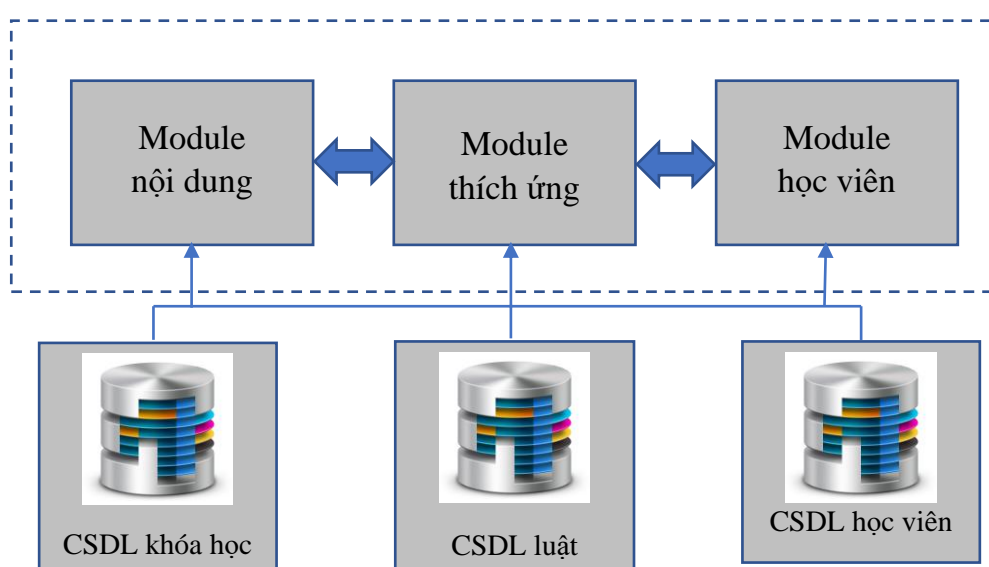 Module
nội dung
Module
thích ứng
Module
học viên
CSDL khóa học
CSDL luật
CSDL học viên